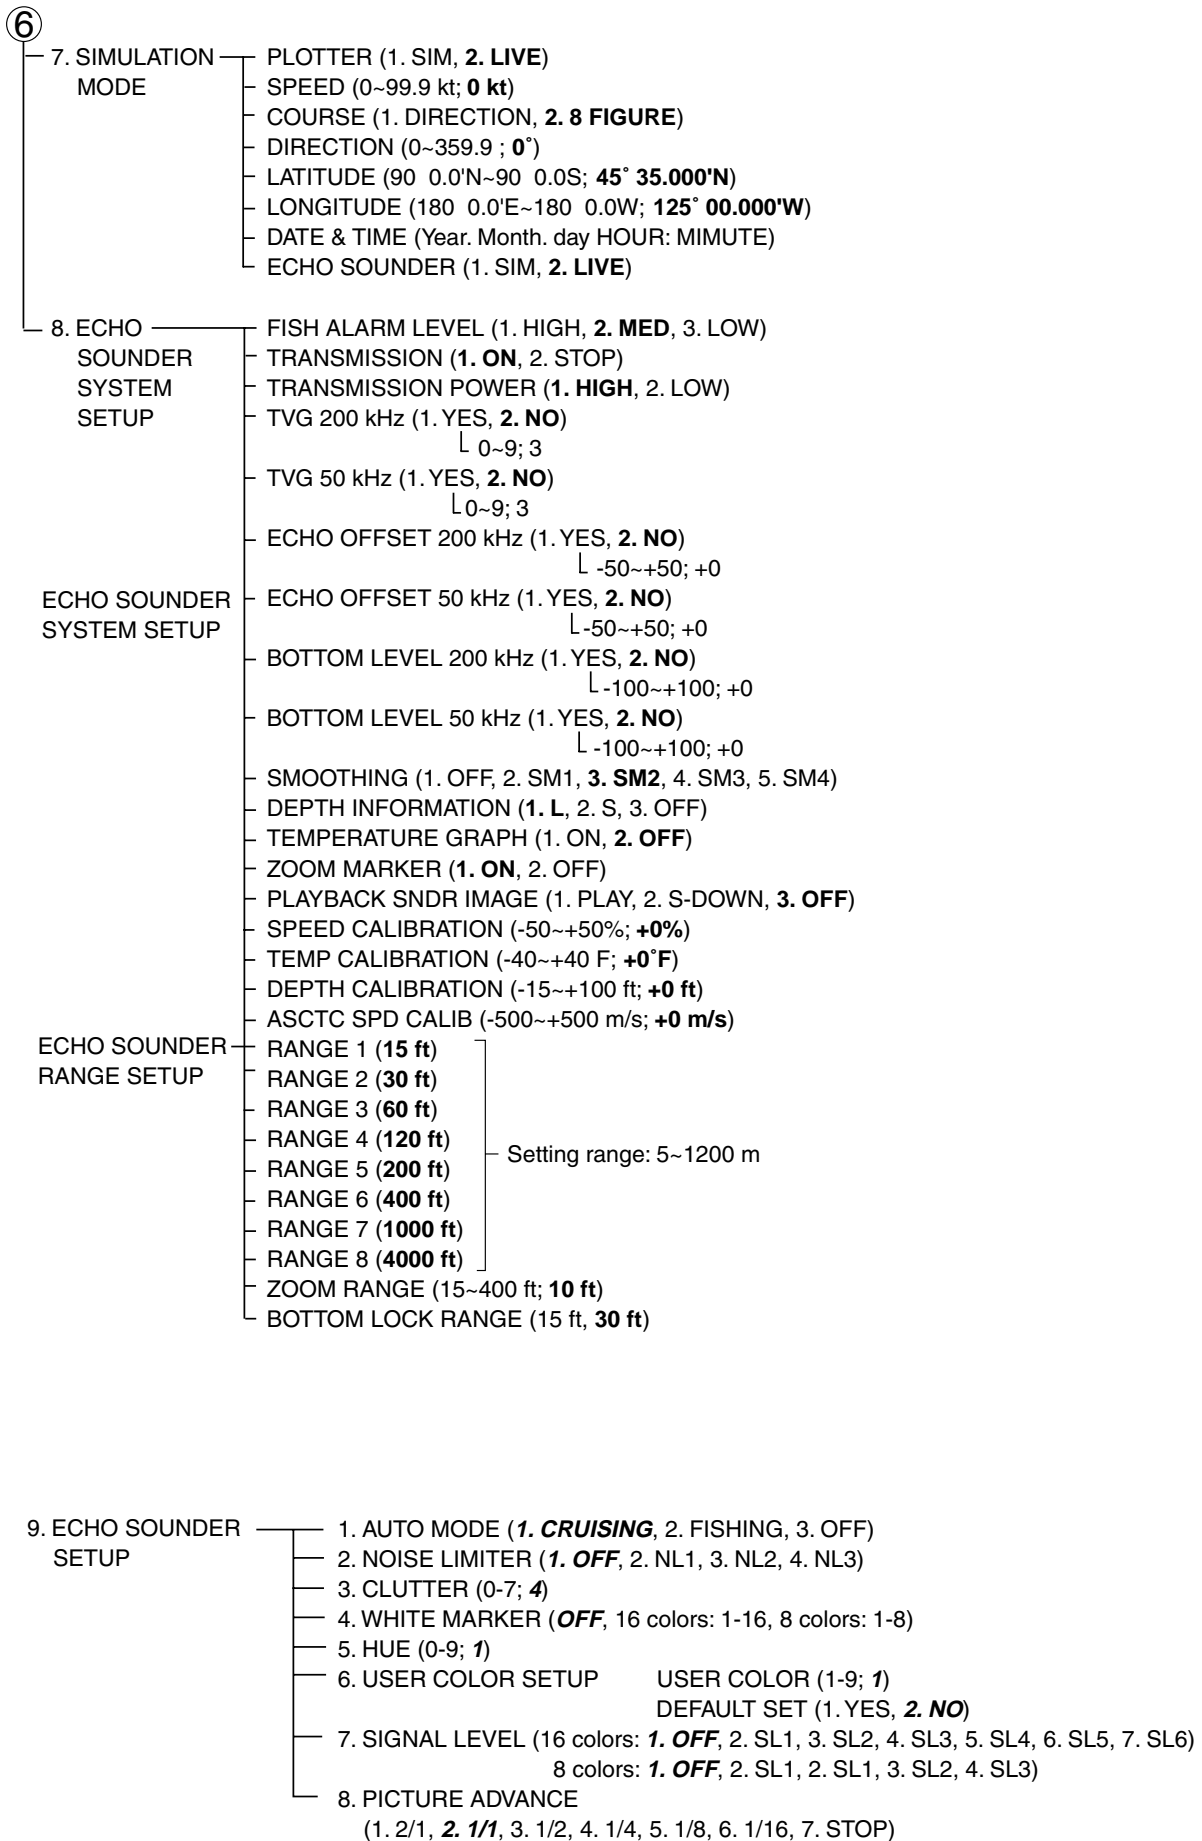 6
7. SIMULATION MODE
PLOTTER (1. SIM, 2. LIVE)
SPEED (0~99.9 kt; 0 kt)
COURSE (1. DIRECTION, 2. 8 FIGURE)
DIRECTION (0~359.9 ; 0˚)
LATITUDE (90  0.0'N~90  0.0S; 45˚ 35.000'N)
LONGITUDE (180  0.0'E~180  0.0W; 125˚ 00.000'W)
DATE & TIME (Year. Month. day HOUR: MIMUTE)
ECHO SOUNDER (1. SIM, 2. LIVE)
8. ECHO SOUNDER SYSTEM SETUP
FISH ALARM LEVEL (1. HIGH, 2. MED, 3. LOW)
TRANSMISSION (1. ON, 2. STOP)
TRANSMISSION POWER (1. HIGH, 2. LOW)
TVG 200 kHz (1. YES, 2. NO)
0~9; 3
TVG 50 kHz (1. YES, 2. NO)
0~9; 3
ECHO OFFSET 200 kHz (1. YES, 2. NO)
-50~+50; +0
ECHO SOUNDER SYSTEM SETUP
ECHO OFFSET 50 kHz (1. YES, 2. NO)
-50~+50; +0
BOTTOM LEVEL 200 kHz (1. YES, 2. NO)
-100~+100; +0
BOTTOM LEVEL 50 kHz (1. YES, 2. NO)
-100~+100; +0
SMOOTHING (1. OFF, 2. SM1, 3. SM2, 4. SM3, 5. SM4)
DEPTH INFORMATION (1. L, 2. S, 3. OFF)
TEMPERATURE GRAPH (1. ON, 2. OFF)
ZOOM MARKER (1. ON, 2. OFF)
PLAYBACK SNDR IMAGE (1. PLAY, 2. S-DOWN, 3. OFF)
SPEED CALIBRATION (-50~+50%; +0%)
TEMP CALIBRATION (-40~+40 F; +0˚F)
DEPTH CALIBRATION (-15~+100 ft; +0 ft)
ASCTC SPD CALIB (-500~+500 m/s; +0 m/s)
ECHO SOUNDER RANGE SETUP
RANGE 1 (15 ft)
RANGE 2 (30 ft)
RANGE 3 (60 ft)
RANGE 4 (120 ft)
RANGE 5 (200 ft)
RANGE 6 (400 ft)
RANGE 7 (1000 ft)
RANGE 8 (4000 ft)
Setting range: 5~1200 m
ZOOM RANGE (15~400 ft; 10 ft)
BOTTOM LOCK RANGE (15 ft, 30 ft)
9. ECHO SOUNDER SETUP
1. AUTO MODE (1. CRUISING, 2. FISHING, 3. OFF)
2. NOISE LIMITER (1. OFF, 2. NL1, 3. NL2, 4. NL3)
3. CLUTTER (0-7; 4)
4. WHITE MARKER (OFF, 16 colors: 1-16, 8 colors: 1-8)
5. HUE (0-9; 1)
6. USER COLOR SETUP USER COLOR (1-9; 1)
DEFAULT SET (1. YES, 2. NO)
7. SIGNAL LEVEL (16 colors: 1. OFF, 2. SL1, 3. SL2, 4. SL3, 5. SL4, 6. SL5, 7. SL6)
8 colors: 1. OFF, 2. SL1, 2. SL1, 3. SL2, 4. SL3)
8. PICTURE ADVANCE
(1. 2/1, 2. 1/1, 3. 1/2, 4. 1/4, 5. 1/8, 6. 1/16, 7. STOP)